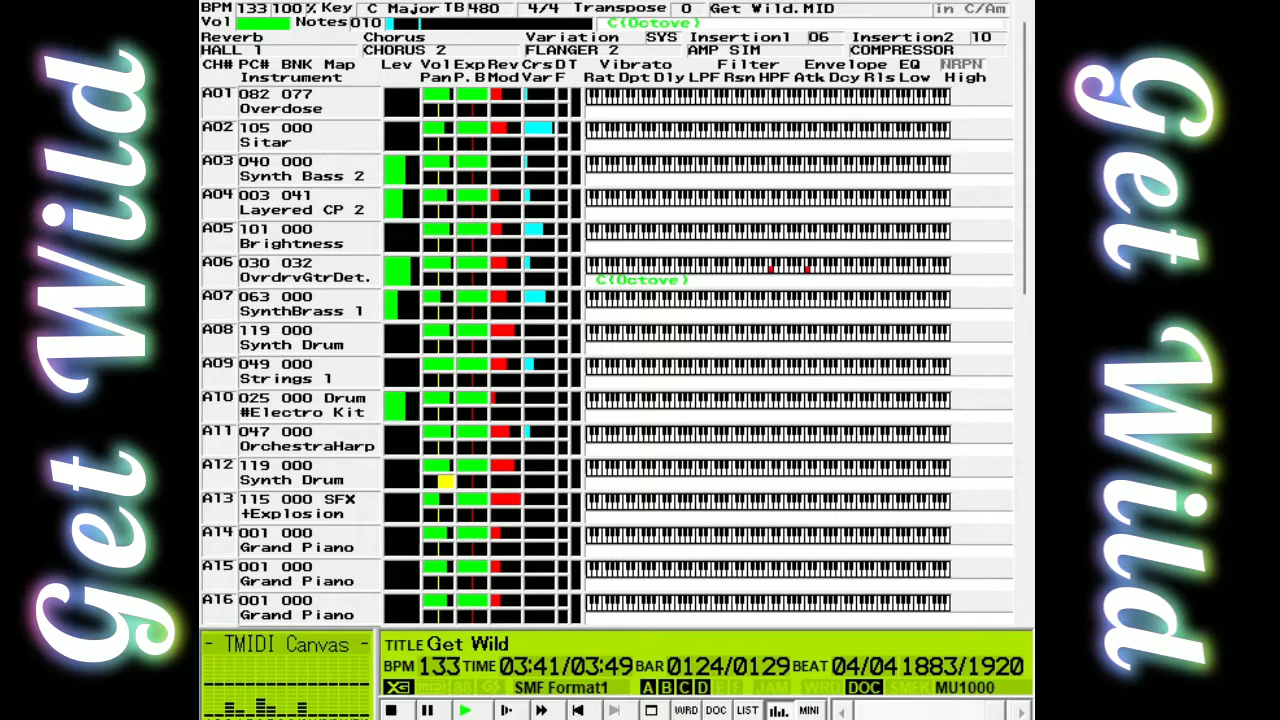 BPM 133 100 % Key C Major TB 480 4/4 Transpose 0 Get Wild.MID in C/Am
Vol Notes 010 C(Octove)
Reverb Chorus Variation SYS Insertion1 06 Insertion2 10
HALL 1 CHORUS 2 FLANGER 2 AMP SIM COMPRESSOR
CH# PC# BNK Map Lev Vol Exp Rev Crs DT Vibrato Filter Envelope EQ NRPN
Instrument Pan P.B Mod Var F Rat Dpt Dly LPF Rsn HPF Atk Dcy Rls Low High
A01 082 077
Overdose
A02 105 000
Sitar
A03 040 000
Synth Bass 2
A04 003 041
Layered CP 2
A05 101 000
Brightness
A06 030 032
OvrdrvGtrDet. C(Octove)
A07 063 000
SynthBrass 1
A08 119 000
Synth Drum
A09 049 000
Strings 1
A10 025 000 Drum
#Electro Kit
A11 047 000
OrchestraHarp
A12 119 000
Synth Drum
A13 115 000 SFX
+Explosion
A14 001 000
Grand Piano
A15 001 000
Grand Piano
A16 001 000
Grand Piano
- TMIDI Canvas -
TITLE Get Wild
BPM 133 TIME 03:41/03:49 BAR 0124/0129 BEAT 04/04 1883/1920
XG SMF Format1 A B C D DOC MU1000
WRD DOC LIST MINI
Get Wild
Get Wild